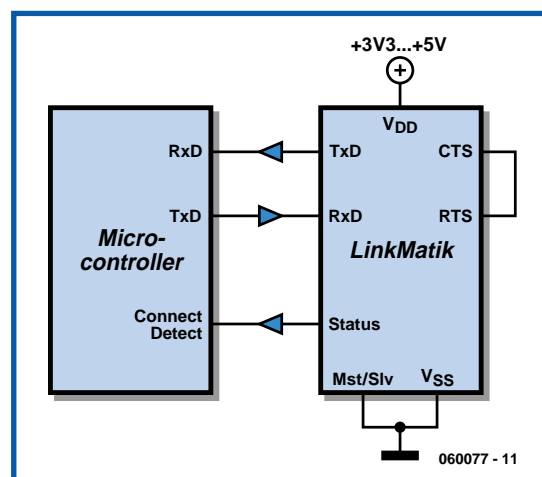 +3V3...+5V
VDD
RxD
TxD
CTS
TxD
RxD
RTS
Micro-
controller
LinkMatik
Connect
Detect
Status
Mst/Slv
VSS
060077 - 11